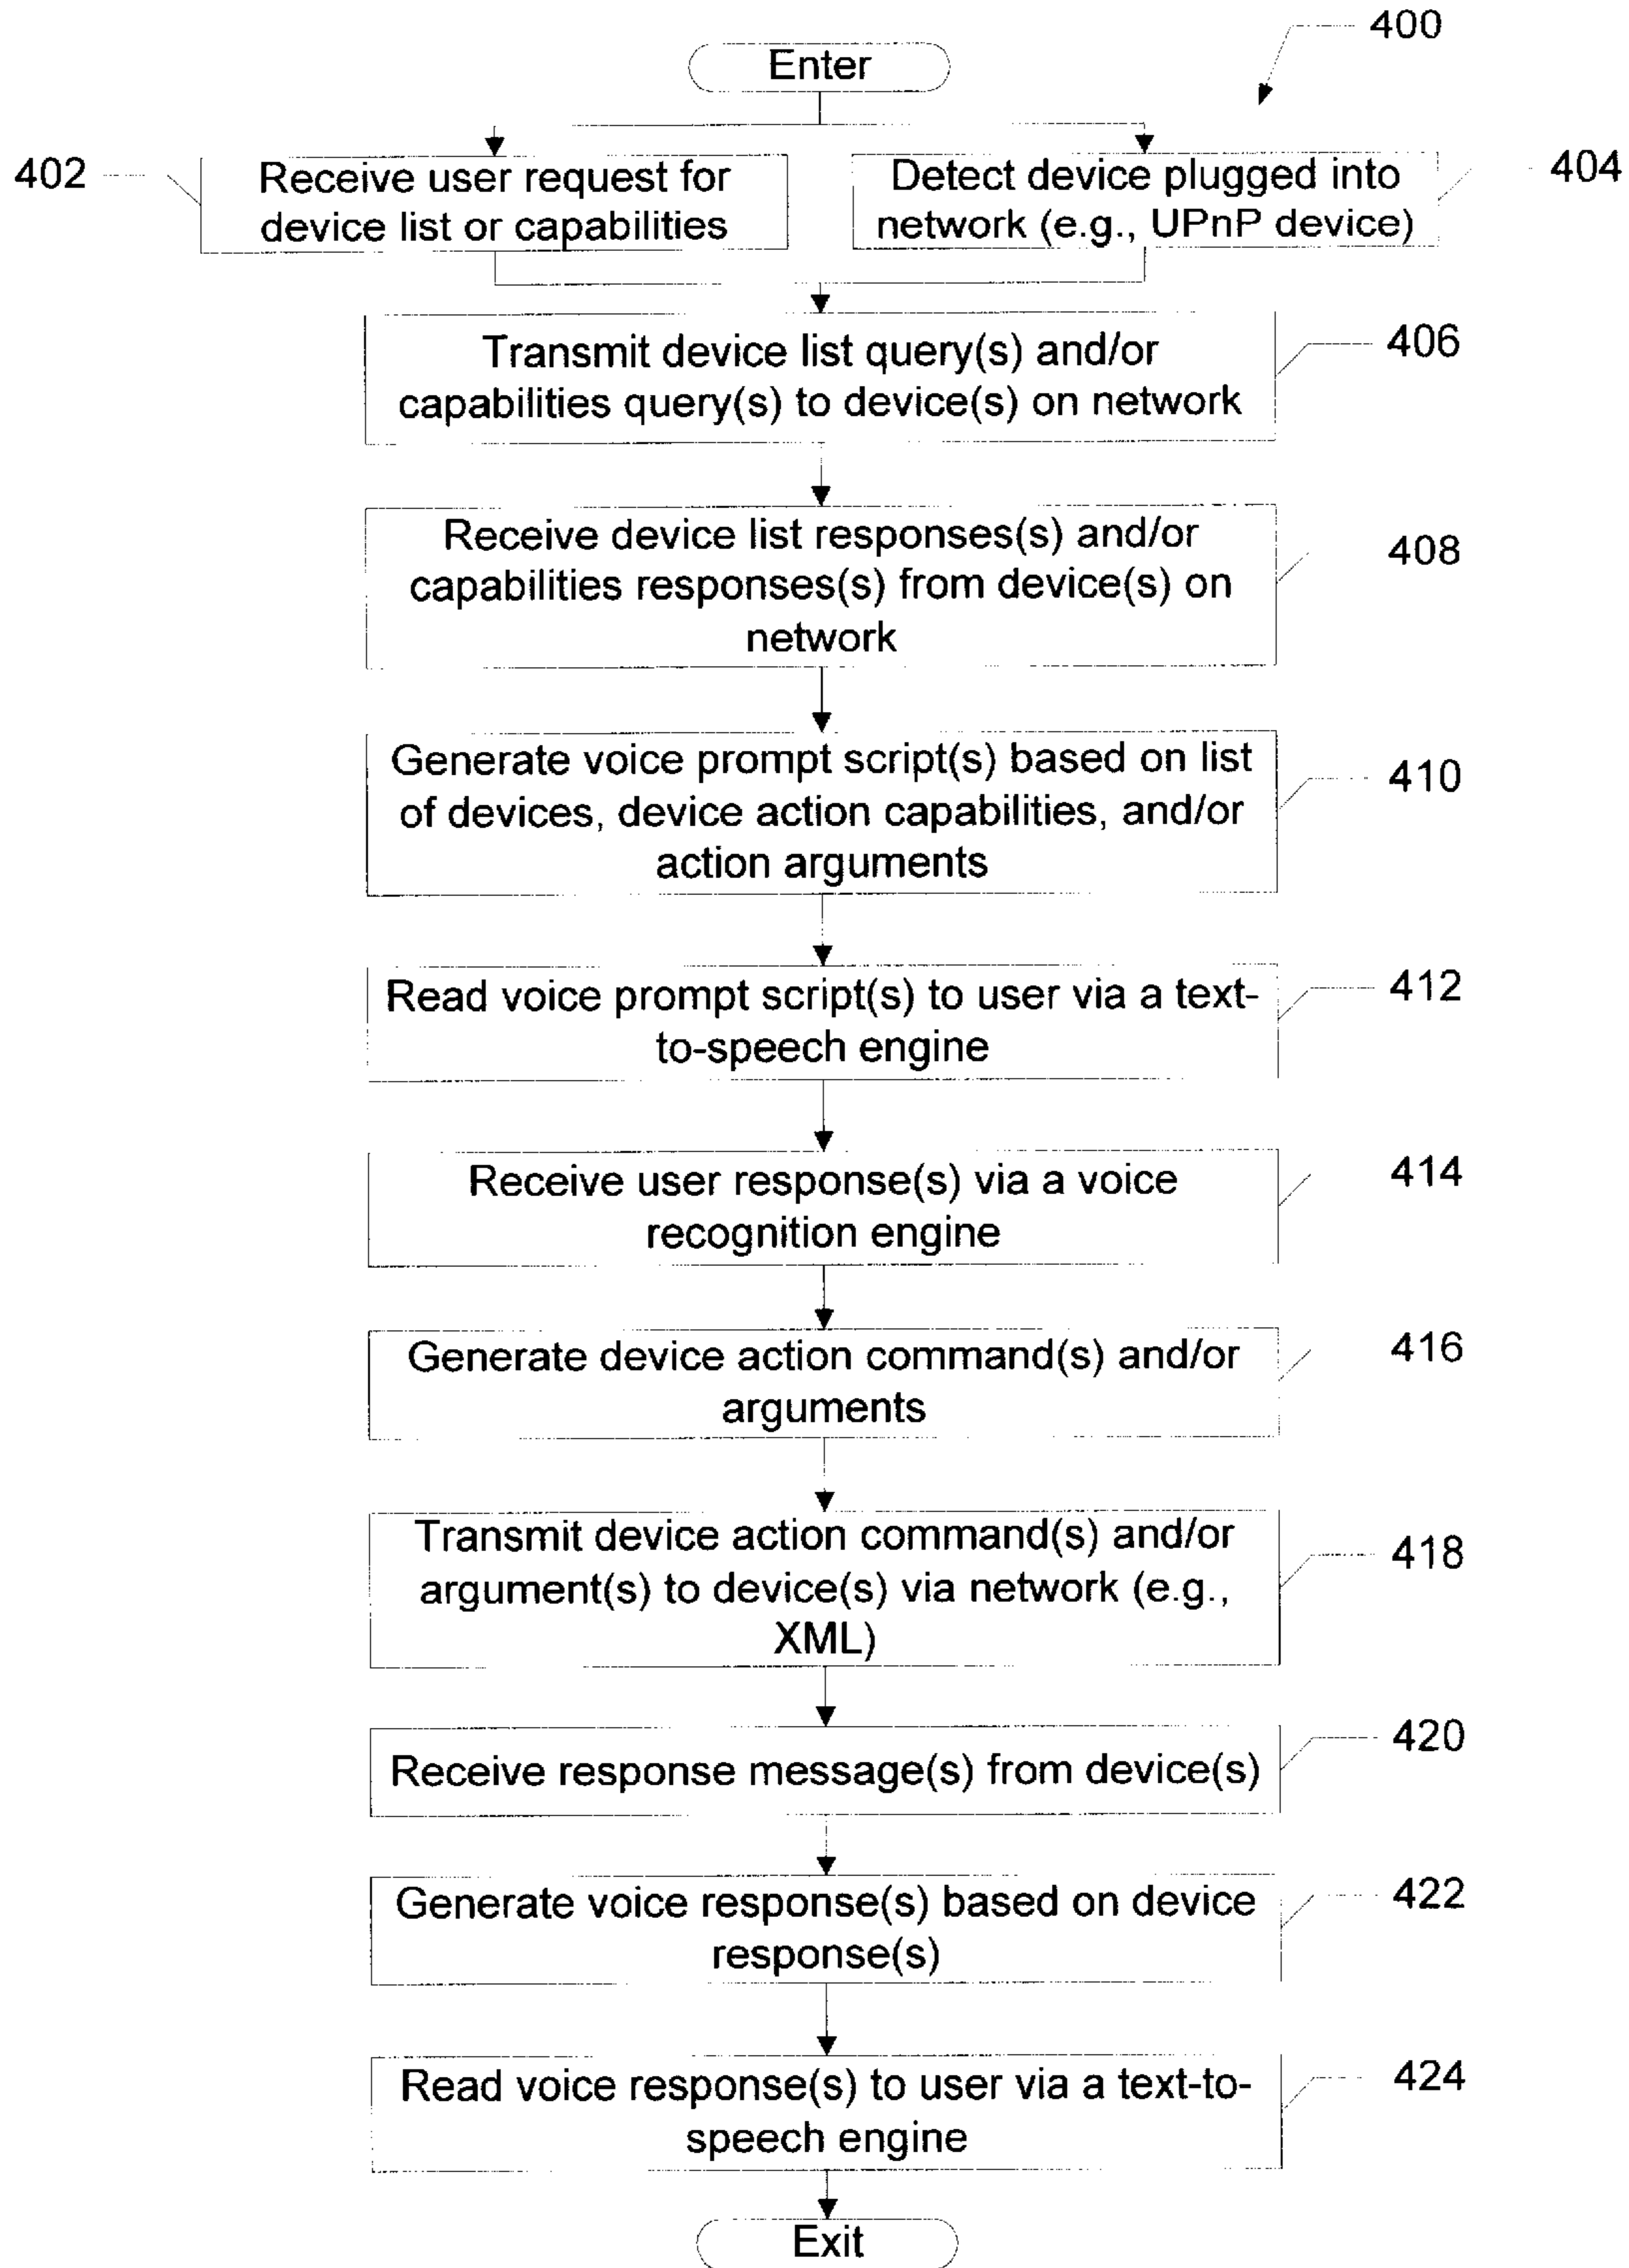 400
Enter
402
Receive user request for
device list or capabilities
Detect device plugged into
network (e.g., UPnP device)
404
Transmit device list query(s) and/or
capabilities query(s) to device(s) on network
406
Receive device list responses(s) and/or
capabilities responses(s) from device(s) on
network
408
Generate voice prompt script(s) based on list
of devices, device action capabilities, and/or
action arguments
410
Read voice prompt script(s) to user via a text-
to-speech engine
412
Receive user response(s) via a voice
recognition engine
414
Generate device action command(s) and/or
arguments
416
Transmit device action command(s) and/or
argument(s) to device(s) via network (e.g.,
XML)
418
Receive response message(s) from device(s)
420
Generate voice response(s) based on device
response(s)
422
Read voice response(s) to user via a text-to-
speech engine
424
Exit